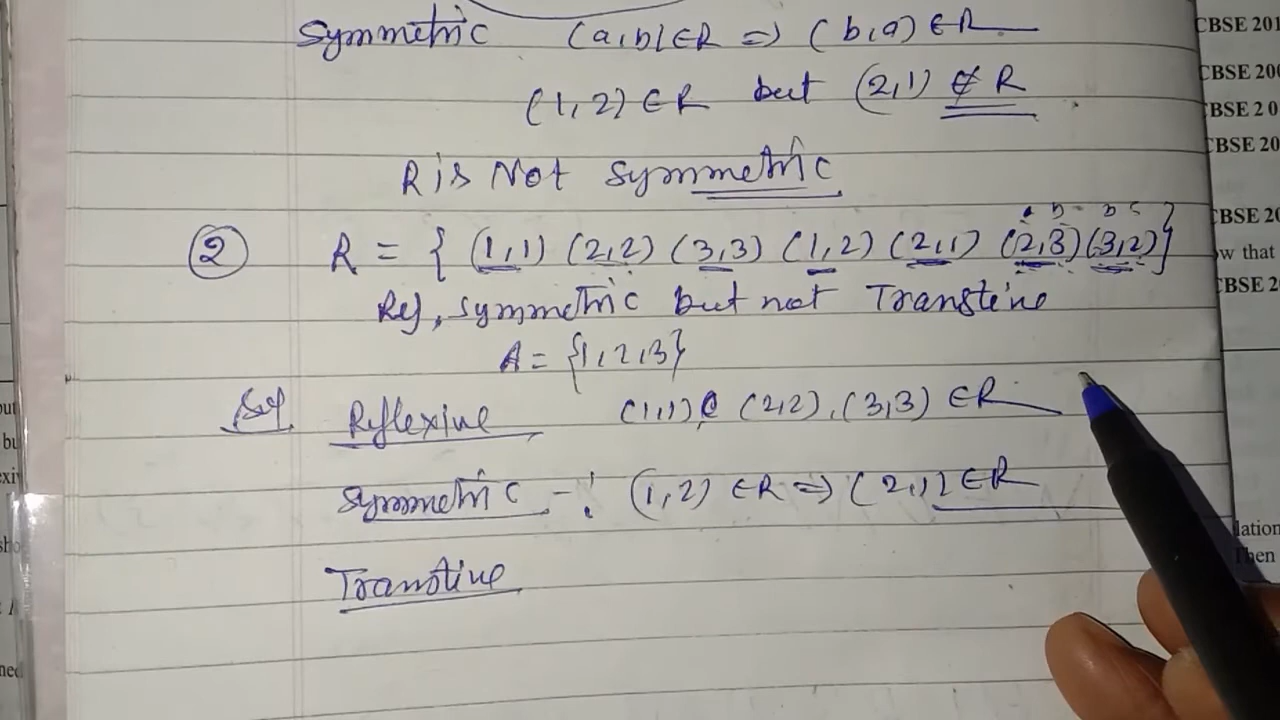 Symmetric (a,b) ∈ R => (b,a) ∈ R
(1,2) ∈ R but (2,1) ∉ R
R is Not Symmetric
② R = { (1,1) (2,2) (3,3) (1,2) (2,1) (2,3) (3,2) }
Ref, Symmetric but not Transtive
A = {1,2,3}
Sol Reflexive (1,1), (2,2), (3,3) ∈ R
Symmetric -: (1,2) ∈ R => (2,1) ∈ R
Transtive
CBSE 201
CBSE 200
CBSE 20
CBSE 20
CBSE 20
w that
CBSE 2
lation
Then